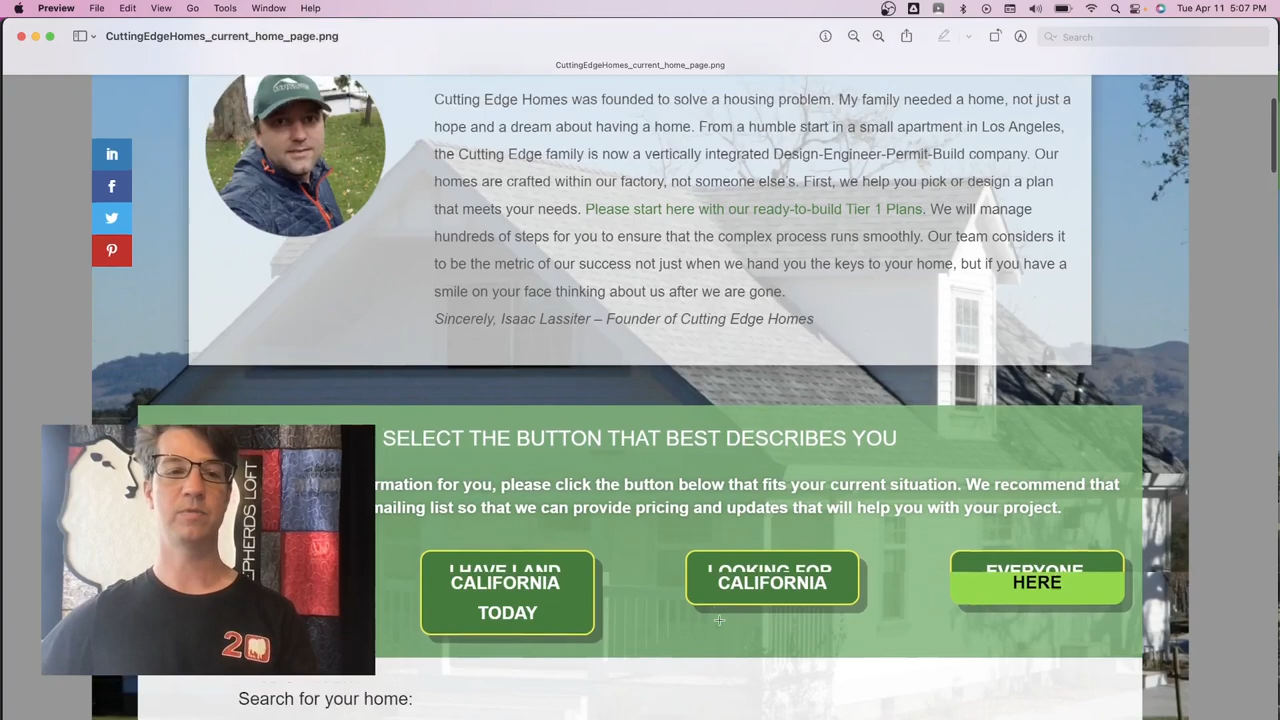 Preview File Edit View Go Tools Window Help
Tue Apr 11 5:07 PM
CuttingEdgeHomes_current_home_page.png
Search
CuttingEdgeHomes_current_home_page.png
Cutting Edge Homes was founded to solve a housing problem. My family needed a home, not just a
hope and a dream about having a home. From a humble start in a small apartment in Los Angeles,
the Cutting Edge family is now a vertically integrated Design-Engineer-Permit-Build company. Our
homes are crafted within our factory, not someone else's. First, we help you pick or design a plan
that meets your needs. Please start here with our ready-to-build Tier 1 Plans. We will manage
hundreds of steps for you to ensure that the complex process runs smoothly. Our team considers it
to be the metric of our success not just when we hand you the keys to your home, but if you have a
smile on your face thinking about us after we are gone.
Sincerely, Isaac Lassiter – Founder of Cutting Edge Homes
in
f
SELECT THE BUTTON THAT BEST DESCRIBES YOU
rmation for you, please click the button below that fits your current situation. We recommend that
mailing list so that we can provide pricing and updates that will help you with your project.
I HAVE LAND
CALIFORNIA
TODAY
LOOKING FOR
CALIFORNIA
EVERYONE
HERE
EPHERDS LOFT
20
Search for your home: